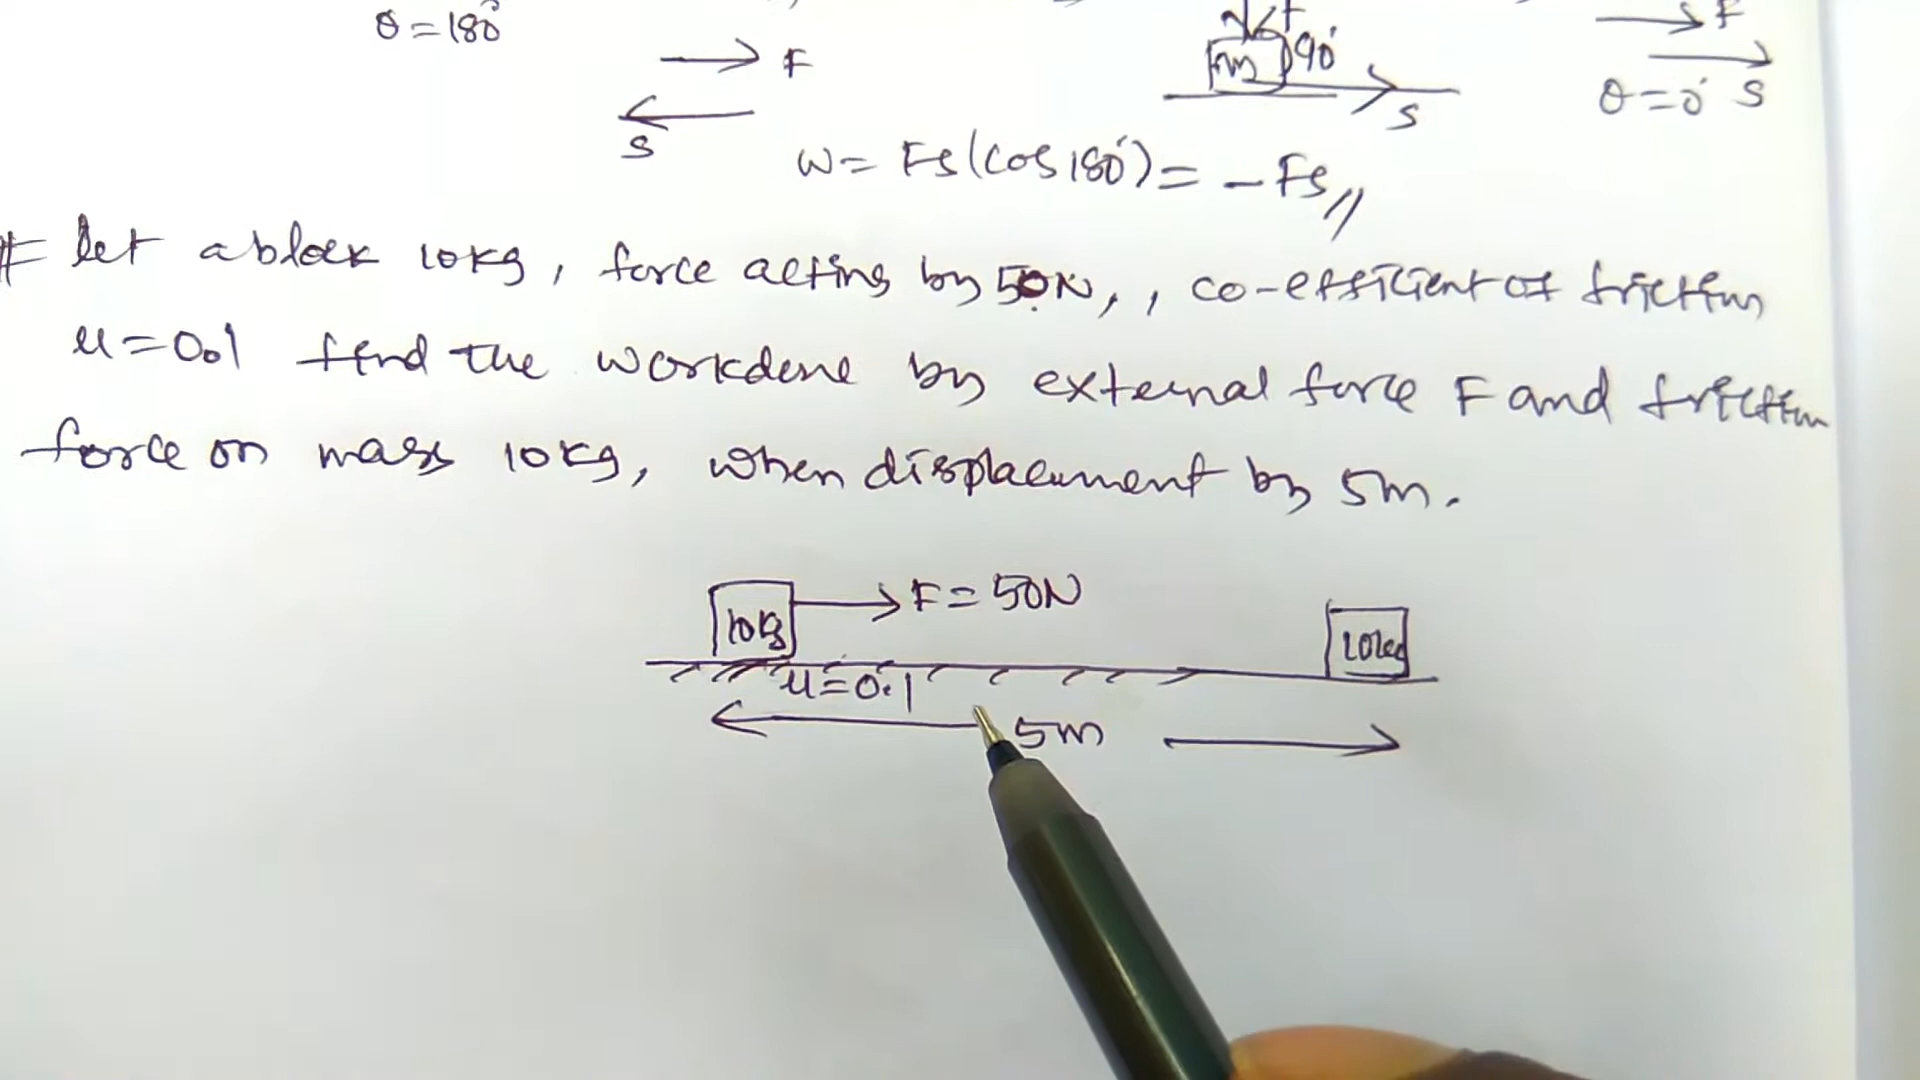 θ = 180°
F
S
F
m
90°
S
F
S
θ = 0°
W = Fs(cos 180°) = - Fs //
# let a block 10kg, force acting by 50N, , co-efficient of friction
μ = 0.1 find the workdone by external force F and friction
force on mass 10kg, when displacement by 5m.
10kg
F = 50N
10kg
μ = 0.1
5m